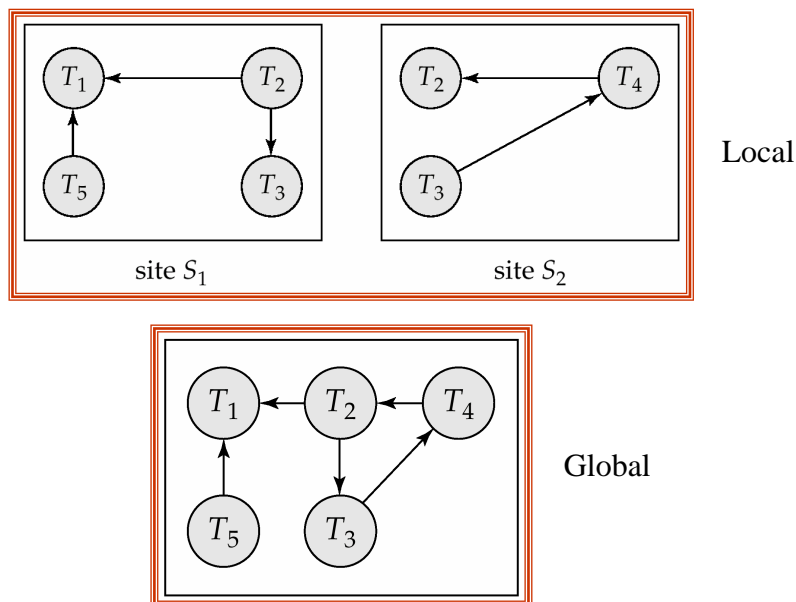 T1 T2 T2 T4
Local
T5 T3 T3
site S1 site S2
T1 T2 T4
Global
T5 T3